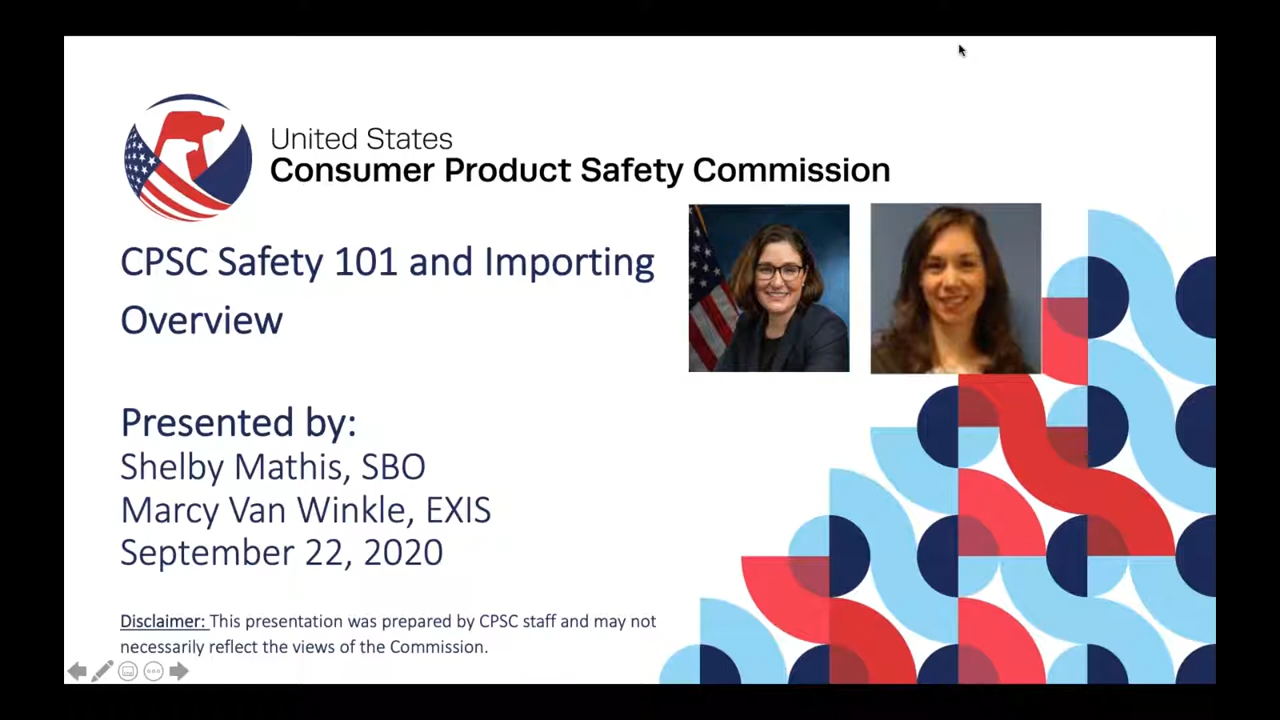 United States
Consumer Product Safety Commission
CPSC Safety 101 and Importing
Overview
Presented by:
Shelby Mathis, SBO
Marcy Van Winkle, EXIS
September 22, 2020
Disclaimer: This presentation was prepared by CPSC staff and may not
necessarily reflect the views of the Commission.